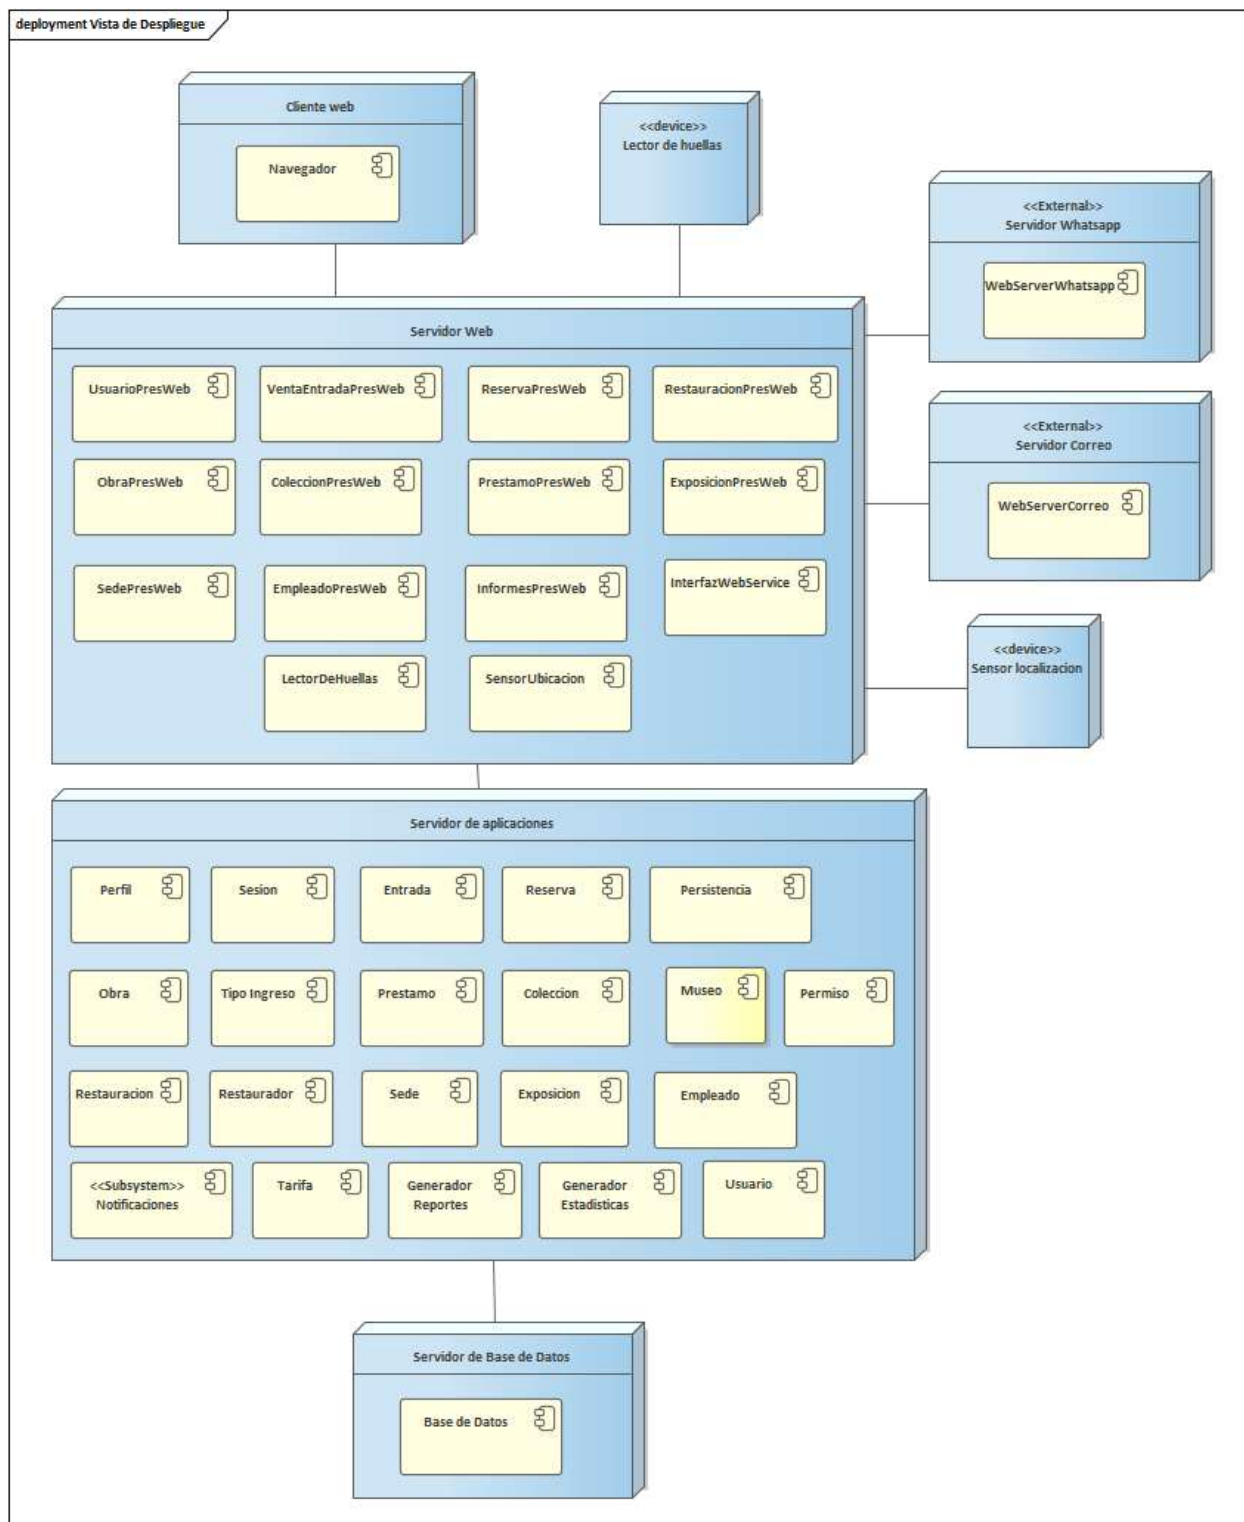 deployment Vista de Despliegue
Cliente web
Navegador
<<device>>
Lector de huellas
<<External>>
Servidor Whatsapp
WebServerWhatsapp
Servidor Web
UsuarioPresWeb
VentaEntradaPresWeb
ReservaPresWeb
RestauracionPresWeb
ObraPresWeb
ColeccionPresWeb
PrestamoPresWeb
ExposicionPresWeb
SedePresWeb
EmpleadoPresWeb
InformesPresWeb
InterfazWebService
LectorDeHuellas
SensorUbicacion
<<External>>
Servidor Correo
WebServerCorreo
<<device>>
Sensor localizacion
Servidor de aplicaciones
Perfil
Sesion
Entrada
Reserva
Persistencia
Obra
Tipo Ingreso
Prestamo
Coleccion
Museo
Permiso
Restauracion
Restaurador
Sede
Exposicion
Empleado
<<Subsystem>>
Notificaciones
Tarifa
Generador
Reportes
Generador
Estadisticas
Usuario
Servidor de Base de Datos
Base de Datos